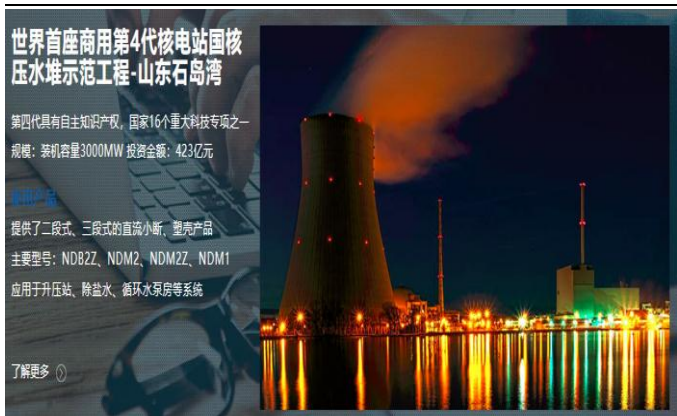 世界首座商用第4代核电站国核
压水堆示范工程-山东石岛湾
第四代具有自主知识产权，国家16个重大科技专项之一
规模：装机容量3000MW 投资金额：423亿元
提供了二段式、三段式的直流小断、塑壳产品
主要型号：NDB2Z、NDM2、NDM2Z、NDM1
应用于升压站、除盐水、循环水泵房等系统
了解更多